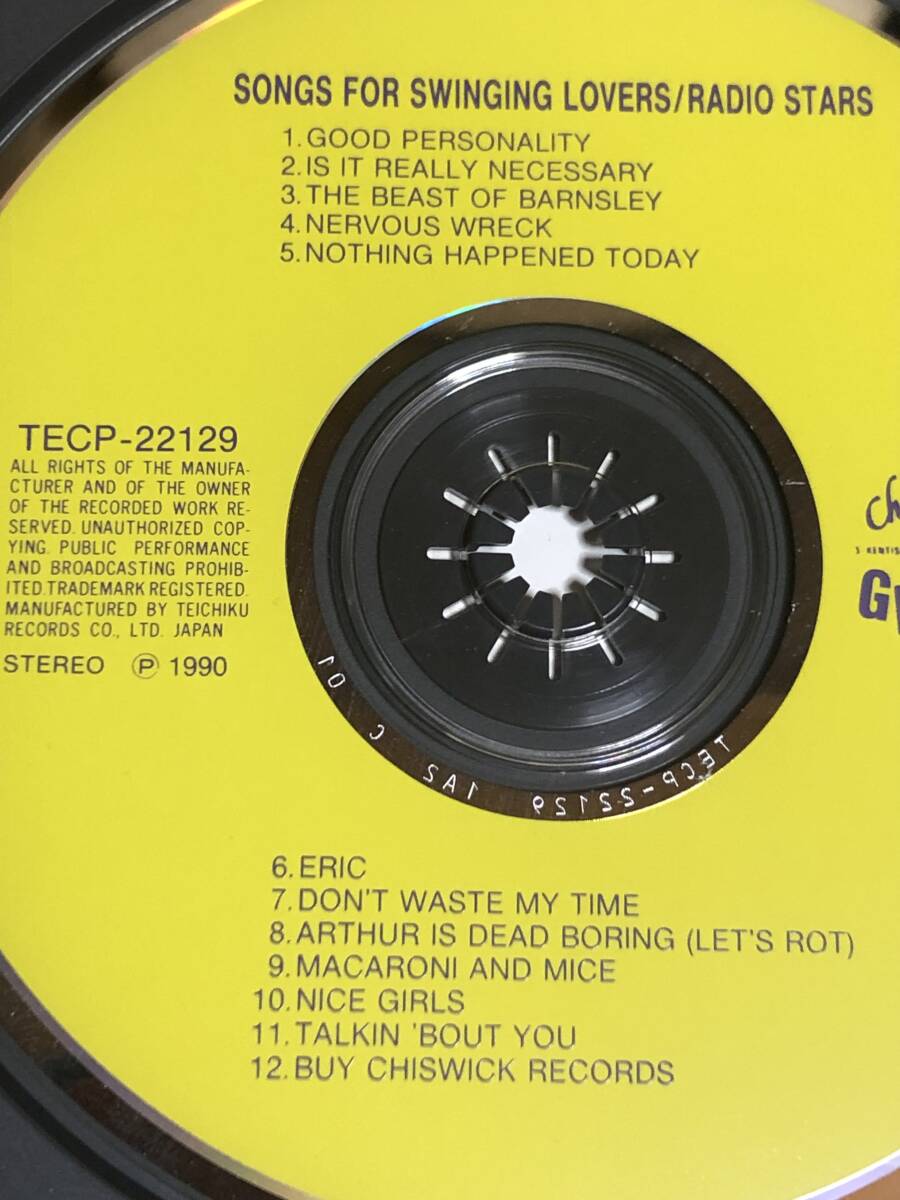 SONGS FOR SWINGING LOVERS/RADIO STARS
1.GOOD PERSONALITY
2.IS IT REALLY NECESSARY
3.THE BEAST OF BARNSLEY
4.NERVOUS WRECK
5.NOTHING HAPPENED TODAY
TECP-22129
ALL RIGHTS OF THE MANUFA-
CTURER AND OF THE OWNER
OF THE RECORDED WORK RE-
SERVED. UNAUTHORIZED COP-
YING. PUBLIC PERFORMANCE
AND BROADCASTING PROHIB-
ITED.TRADEMARK REGISTERED.
MANUFACTURED BY TEICHIKU
RECORDS CO., LTD. JAPAN
STEREO Ⓟ 1990
TECP-22129 1A2 C 01
6.ERIC
7.DON'T WASTE MY TIME
8.ARTHUR IS DEAD BORING (LET'S ROT)
9.MACARONI AND MICE
10.NICE GIRLS
11.TALKIN 'BOUT YOU
12.BUY CHISWICK RECORDS